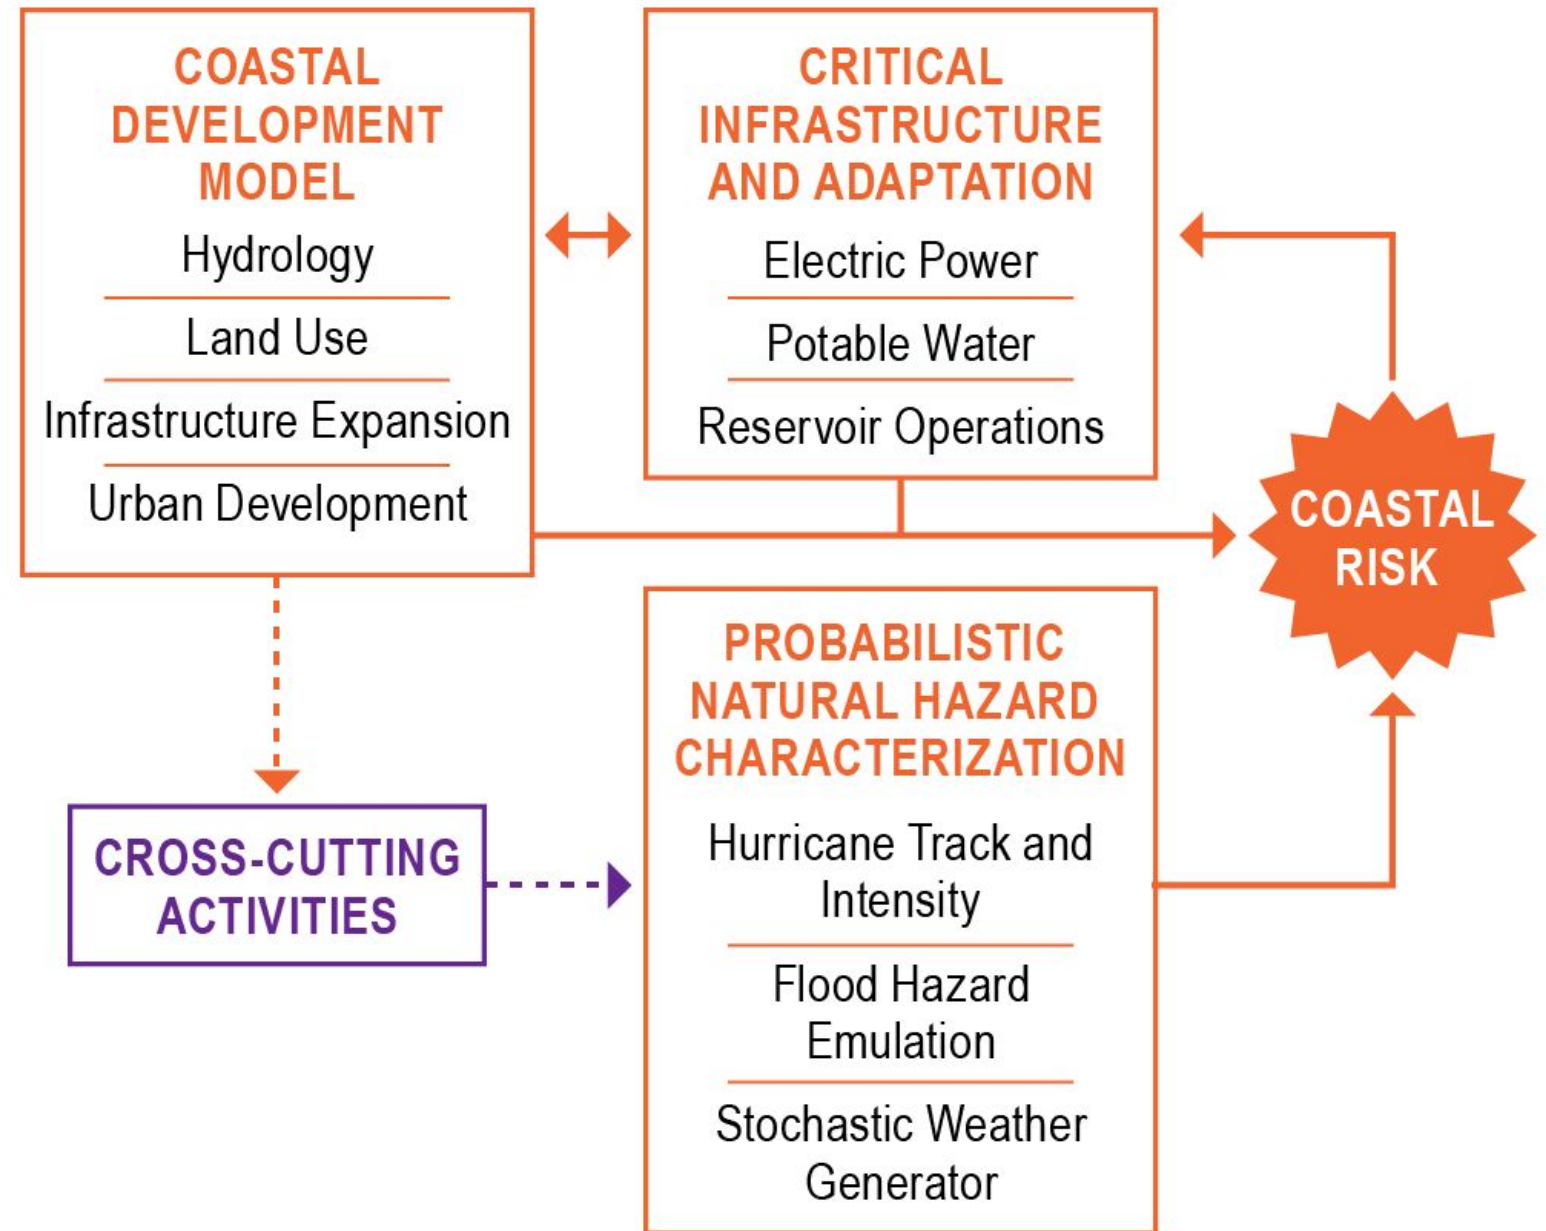 COASTAL
DEVELOPMENT
MODEL
Hydrology
Land Use
Infrastructure Expansion
Urban Development
CRITICAL
INFRASTRUCTURE
AND ADAPTATION
Electric Power
Potable Water
Reservoir Operations
COASTAL
RISK
CROSS-CUTTING
ACTIVITIES
PROBABILISTIC
NATURAL HAZARD
CHARACTERIZATION
Hurricane Track and
Intensity
Flood Hazard
Emulation
Stochastic Weather
Generator